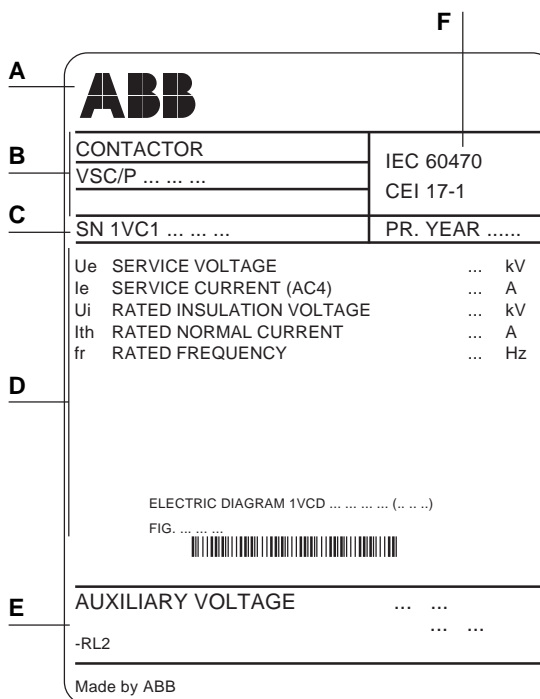 F
A
ABB
B
CONTACTOR
VSC/P ... ... ...
IEC 60470
CEI 17-1
C
SN 1VC1 ... ... ...
PR. YEAR ......
Ue SERVICE VOLTAGE ... kV
Ie SERVICE CURRENT (AC4) ... A
Ui RATED INSULATION VOLTAGE ... kV
Ith RATED NORMAL CURRENT ... A
fr RATED FREQUENCY ... Hz
D
ELECTRIC DIAGRAM 1VCD ... ... ... ... (.. .. ..)
FIG. ... ... ...
E
AUXILIARY VOLTAGE ... ...
... ...
-RL2
Made by ABB